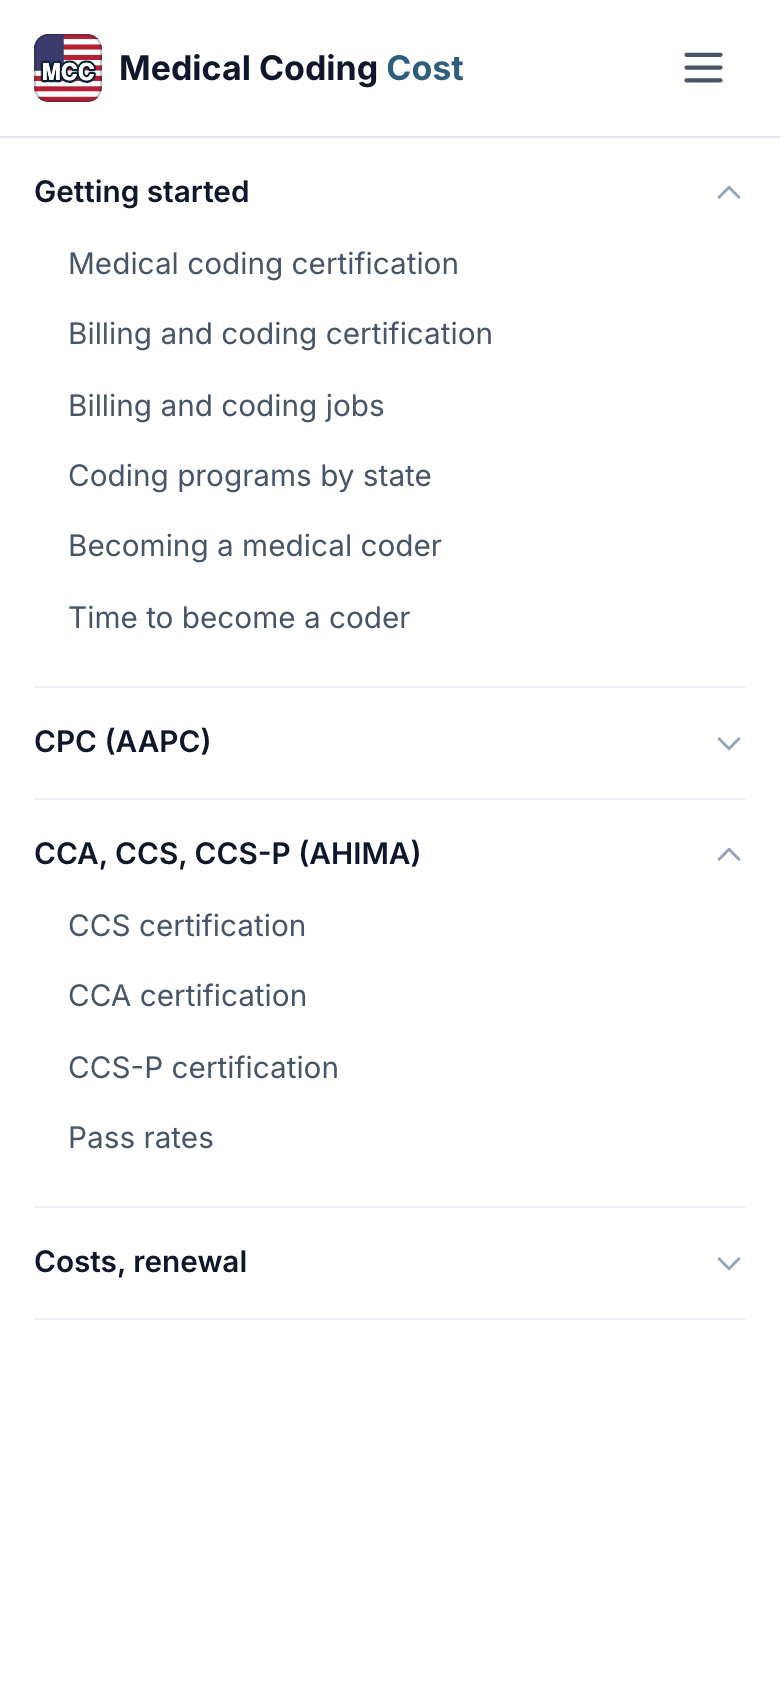 MCC Medical Coding Cost
Getting started
Medical coding certification
Billing and coding certification
Billing and coding jobs
Coding programs by state
Becoming a medical coder
Time to become a coder
CPC (AAPC)
CCA, CCS, CCS-P (AHIMA)
CCS certification
CCA certification
CCS-P certification
Pass rates
Costs, renewal